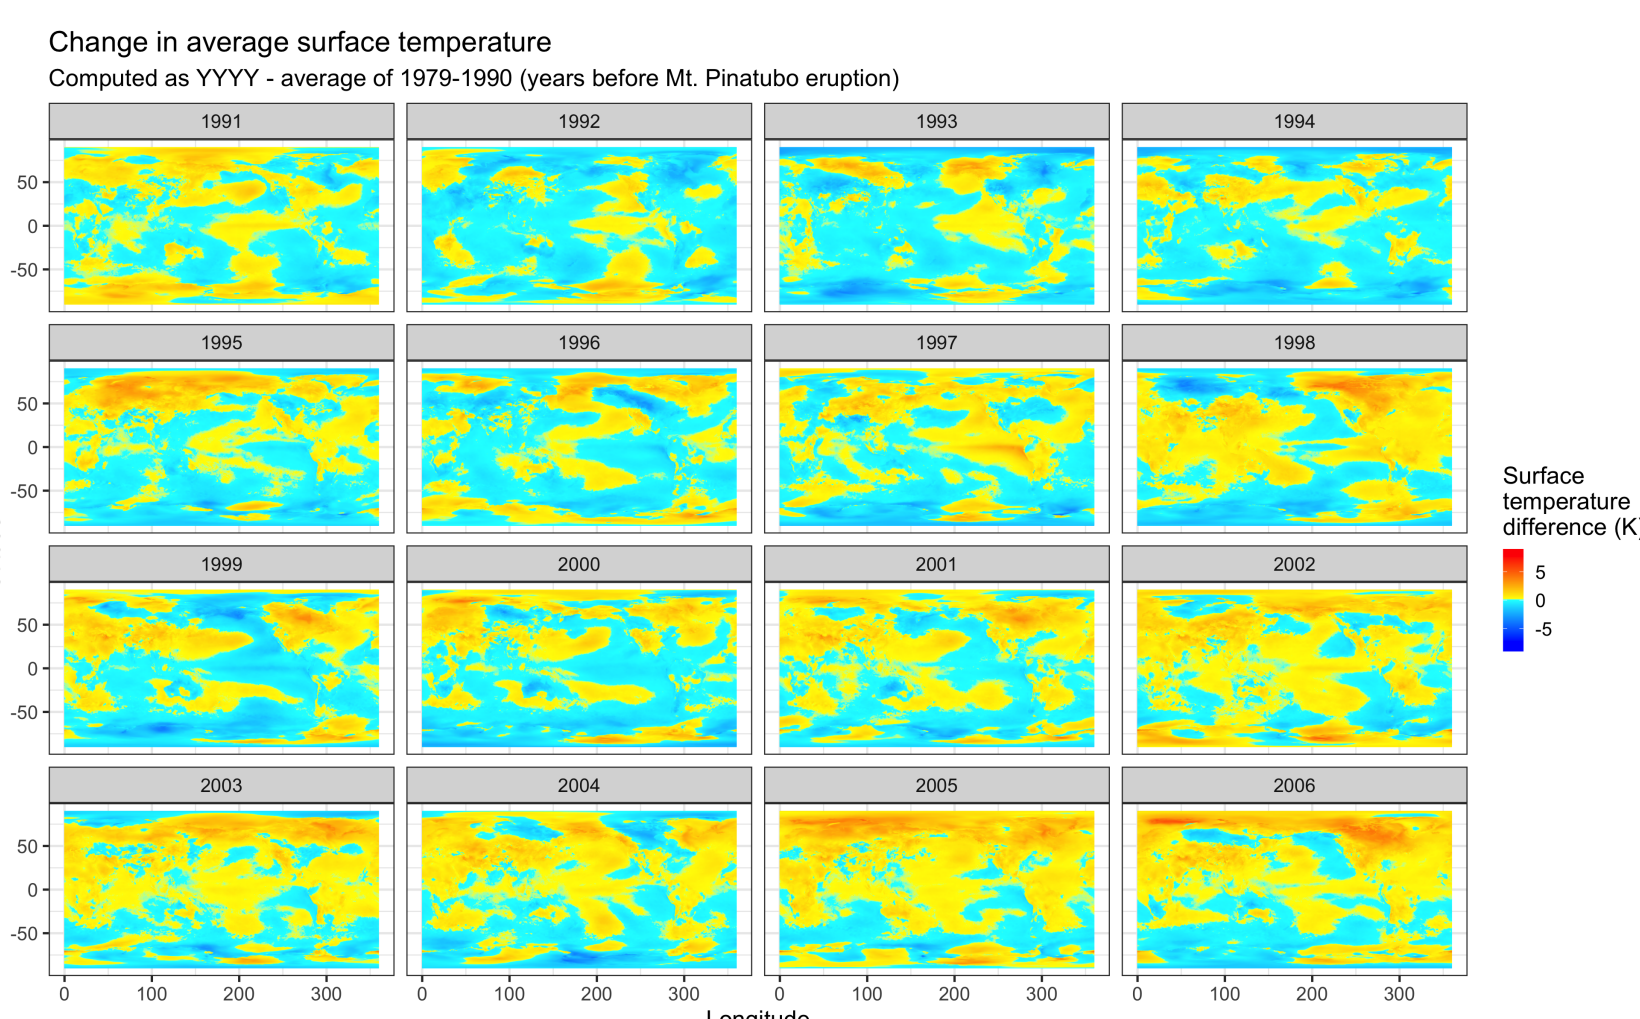 Change in average surface temperature
Computed as YYYY - average of 1979-1990 (years before Mt. Pinatubo eruption)
1991 1992 1993 1994
50
0
-50
1995 1996 1997 1998
50
0
-50
1999 2000 2001 2002
50
0
-50
2003 2004 2005 2006
50
0
-50
0 100 200 300 0 100 200 300 0 100 200 300 0 100 200 300
Longitude
Surface
temperature
difference (K)
5
0
-5